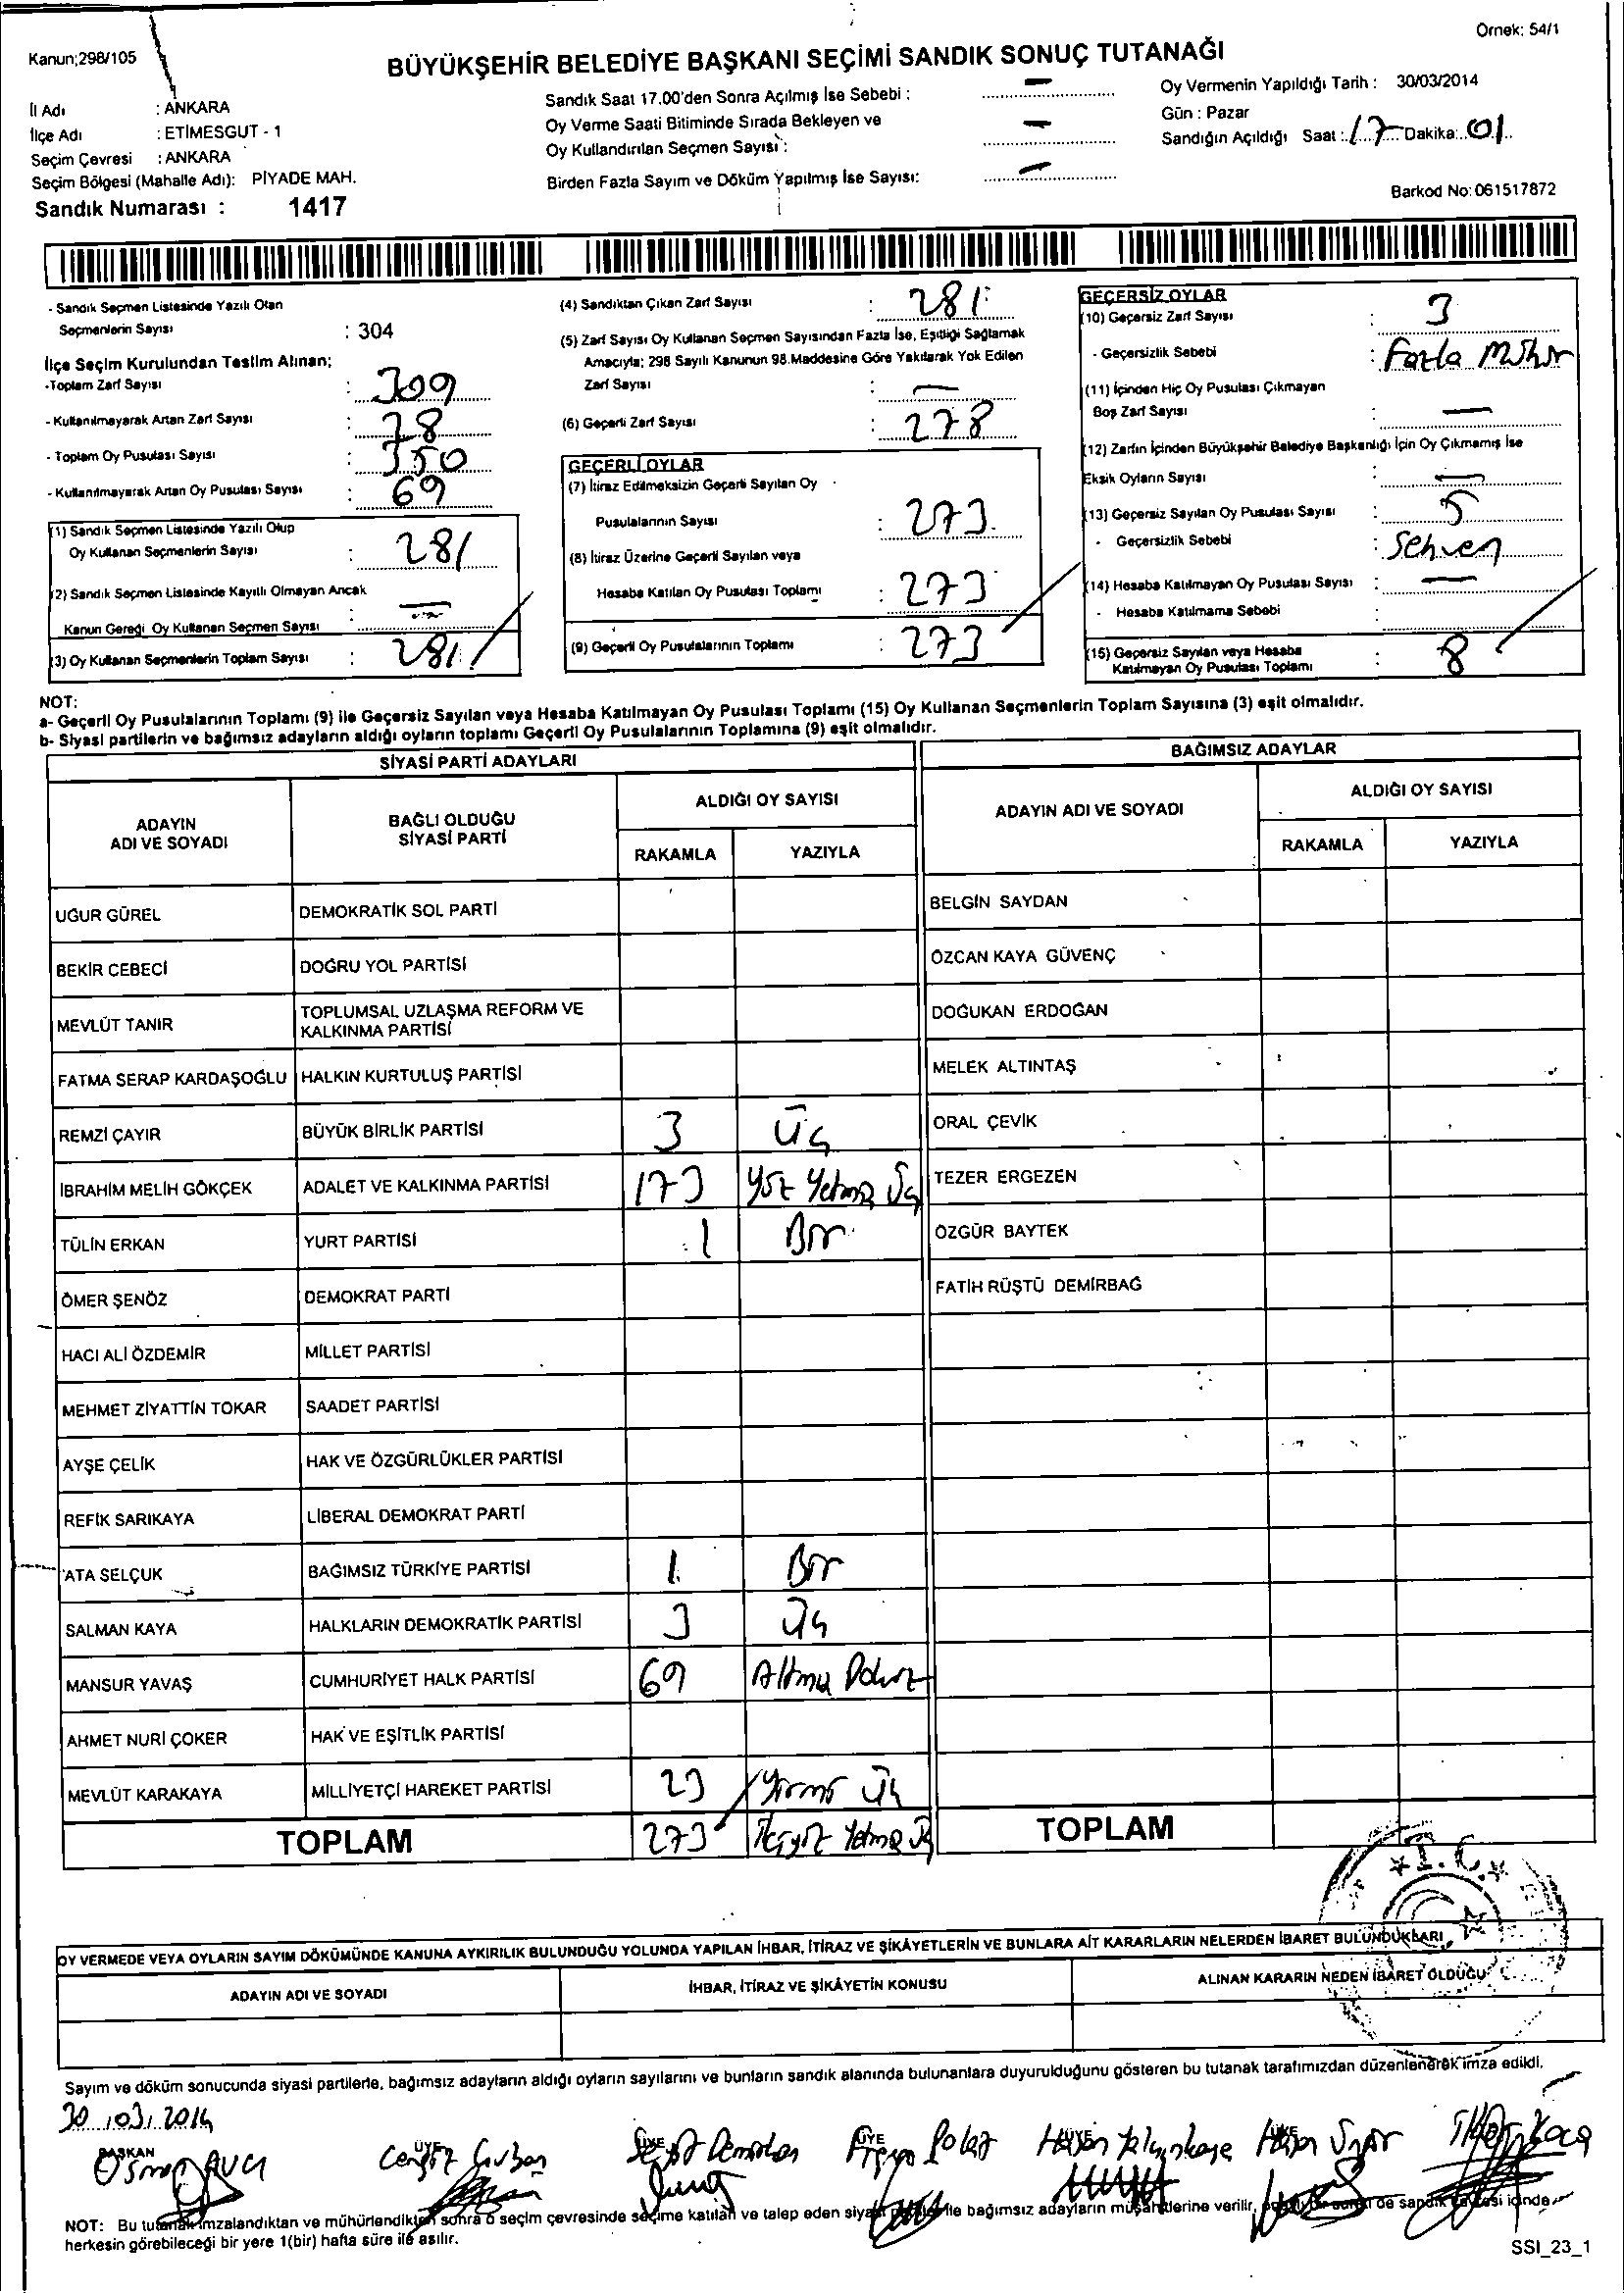 Kanun;298/105
Örnek: 54/1
BÜYÜKŞEHİR BELEDİYE BAŞKANI SEÇİMİ SANDIK SONUÇ TUTANAĞI
İl Adı : ANKARA
İlçe Adı : ETİMESGUT - 1
Seçim Çevresi : ANKARA
Seçim Bölgesi (Mahalle Adı): PİYADE MAH.
Sandık Numarası : 1417
Sandık Saat 17.00'den Sonra Açılmış İse Sebebi : —
Oy Verme Saati Bitiminde Sırada Bekleyen ve
Oy Kullandırılan Seçmen Sayısı : —
Birden Fazla Sayım ve Döküm Yapılmış İse Sayısı: —
Oy Vermenin Yapıldığı Tarih : 30/03/2014
Gün : Pazar
Sandığın Açıldığı Saat : 17 Dakika: 01
Barkod No: 061517872
- Sandık Seçmen Listesinde Yazılı Olan
Seçmenlerin Sayısı : 304
İlçe Seçim Kurulundan Teslim Alınan;
-Toplam Zarf Sayısı : 309
- Kullanılmayarak Artan Zarf Sayısı : 28
- Toplam Oy Pusulası Sayısı : 350
- Kullanılmayarak Artan Oy Pusulası Sayısı : 69
(1) Sandık Seçmen Listesinde Yazılı Olup
Oy Kullanan Seçmenlerin Sayısı : 281
(2) Sandık Seçmen Listesinde Kayıtlı Olmayan Ancak
Kanun Gereği Oy Kullanan Seçmen Sayısı : —
(3) Oy Kullanan Seçmenlerin Toplam Sayısı : 281
(4) Sandıktan Çıkan Zarf Sayısı : 281
(5) Zarf Sayısı Oy Kullanan Seçmen Sayısından Fazla İse, Eşitliği Sağlamak
Amacıyla; 298 Sayılı Kanunun 98.Maddesine Göre Yakılarak Yok Edilen
Zarf Sayısı : —
(6) Geçerli Zarf Sayısı : 278
GEÇERLİ OYLAR
(7) İtiraz Edilmeksizin Geçerli Sayılan Oy
Pusulalarının Sayısı : 273
(8) İtiraz Üzerine Geçerli Sayılan veya
Hesaba Katılan Oy Pusulası Toplamı : 273
(9) Geçerli Oy Pusulalarının Toplamı : 273
GEÇERSİZ OYLAR
(10) Geçersiz Zarf Sayısı : 3
- Geçersizlik Sebebi : Fazla Mühür
(11) İçinden Hiç Oy Pusulası Çıkmayan
Boş Zarf Sayısı : —
(12) Zarfın İçinden Büyükşehir Belediye Başkanlığı İçin Oy Çıkmamış İse
Eksik Oyların Sayısı : —
(13) Geçersiz Sayılan Oy Pusulası Sayısı : 5
- Geçersizlik Sebebi : Sehven
(14) Hesaba Katılmayan Oy Pusulası Sayısı : —
- Hesaba Katılmama Sebebi :
(15) Geçersiz Sayılan veya Hesaba
Katılmayan Oy Pusulası Toplamı : 8
NOT:
a- Geçerli Oy Pusulalarının Toplamı (9) ile Geçersiz Sayılan veya Hesaba Katılmayan Oy Pusulası Toplamı (15) Oy Kullanan Seçmenlerin Toplam Sayısına (3) eşit olmalıdır.
b- Siyasi partilerin ve bağımsız adayların aldığı oyların toplamı Geçerli Oy Pusulalarının Toplamına (9) eşit olmalıdır.
SİYASİ PARTİ ADAYLARI
ADAYIN
ADI VE SOYADI
BAĞLI OLDUĞU
SİYASİ PARTİ
ALDIĞI OY SAYISI
RAKAMLA YAZIYLA
UĞUR GÜREL DEMOKRATİK SOL PARTİ
BEKİR CEBECİ DOĞRU YOL PARTİSİ
MEVLÜT TANIR TOPLUMSAL UZLAŞMA REFORM VE
KALKINMA PARTİSİ
FATMA SERAP KARDAŞOĞLU HALKIN KURTULUŞ PARTİSİ
REMZİ ÇAYIR BÜYÜK BİRLİK PARTİSİ 3 Üç
İBRAHİM MELİH GÖKÇEK ADALET VE KALKINMA PARTİSİ 173 Yüz Yetmiş Üç
TÜLİN ERKAN YURT PARTİSİ 1 Bir
ÖMER ŞENÖZ DEMOKRAT PARTİ
HACI ALİ ÖZDEMİR MİLLET PARTİSİ
MEHMET ZİYATTİN TOKAR SAADET PARTİSİ
AYŞE ÇELİK HAK VE ÖZGÜRLÜKLER PARTİSİ
REFİK SARIKAYA LİBERAL DEMOKRAT PARTİ
ATA SELÇUK BAĞIMSIZ TÜRKİYE PARTİSİ 1 Bir
SALMAN KAYA HALKLARIN DEMOKRATİK PARTİSİ 3 Üç
MANSUR YAVAŞ CUMHURİYET HALK PARTİSİ 69 Altmış Dokuz
AHMET NURİ ÇOKER HAK VE EŞİTLİK PARTİSİ
MEVLÜT KARAKAYA MİLLİYETÇİ HAREKET PARTİSİ 23 Yirmi Üç
TOPLAM 273 İkiyüz Yetmiş Üç
BAĞIMSIZ ADAYLAR
ADAYIN ADI VE SOYADI
ALDIĞI OY SAYISI
RAKAMLA YAZIYLA
BELGİN SAYDAN
ÖZCAN KAYA GÜVENÇ
DOĞUKAN ERDOĞAN
MELEK ALTINTAŞ
ORAL ÇEVİK
TEZER ERGEZEN
ÖZGÜR BAYTEK
FATİH RÜŞTÜ DEMİRBAĞ
TOPLAM
T.C.
OY VERMEDE VEYA OYLARIN SAYIM DÖKÜMÜNDE KANUNA AYKIRILIK BULUNDUĞU YOLUNDA YAPILAN İHBAR, İTİRAZ VE ŞİKÂYETLERİN VE BUNLARA AİT KARARLARIN NELERDEN İBARET BULUNDUKLARI
ADAYIN ADI VE SOYADI İHBAR, İTİRAZ VE ŞİKÂYETİN KONUSU ALINAN KARARIN NEDEN İBARET OLDUĞU
Sayım ve döküm sonucunda siyasi partilerle, bağımsız adayların aldığı oyların sayılarını ve bunların sandık alanında bulunanlara duyurulduğunu gösteren bu tutanak tarafımızdan düzenlenerek imza edildi.
30/03/2014
BAŞKAN ÜYE ÜYE ÜYE ÜYE ÜYE
Osman AVCI Cengiz Çoban Demirhan Polat Hasan Yalçınkaya
NOT: Bu tutanak imzalandıktan ve mühürlendikten sonra o seçim çevresinde seçime katılan ve talep eden siyasi partiler ile bağımsız adayların müşahitlerine verilir, de sandık çevresi içinde
herkesin görebileceği bir yere 1(bir) hafta süre ile asılır.
SSI_23_1